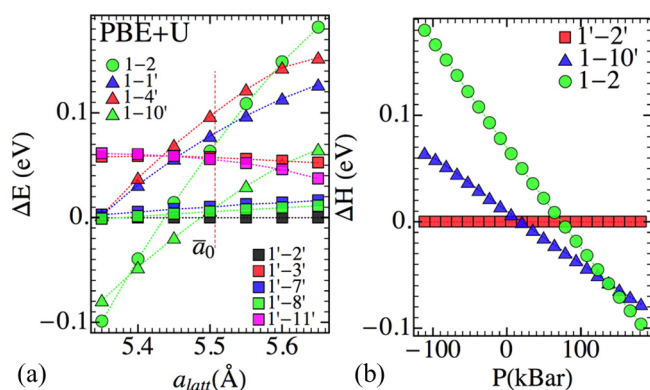 PBE+U
1−2
1−1'
1−4'
1−10'
0.1
0.
-0.1
ΔE (eV)
a̅₀
1'−2'
1'−3'
1'−7'
1'−8'
1'−11'
5.4 5.5 5.6
a_latt(Å)
(a)
1'−2'
1−10'
1−2
0.1
0.
-0.1
ΔH (eV)
-100 0 100
P(kBar)
(b)